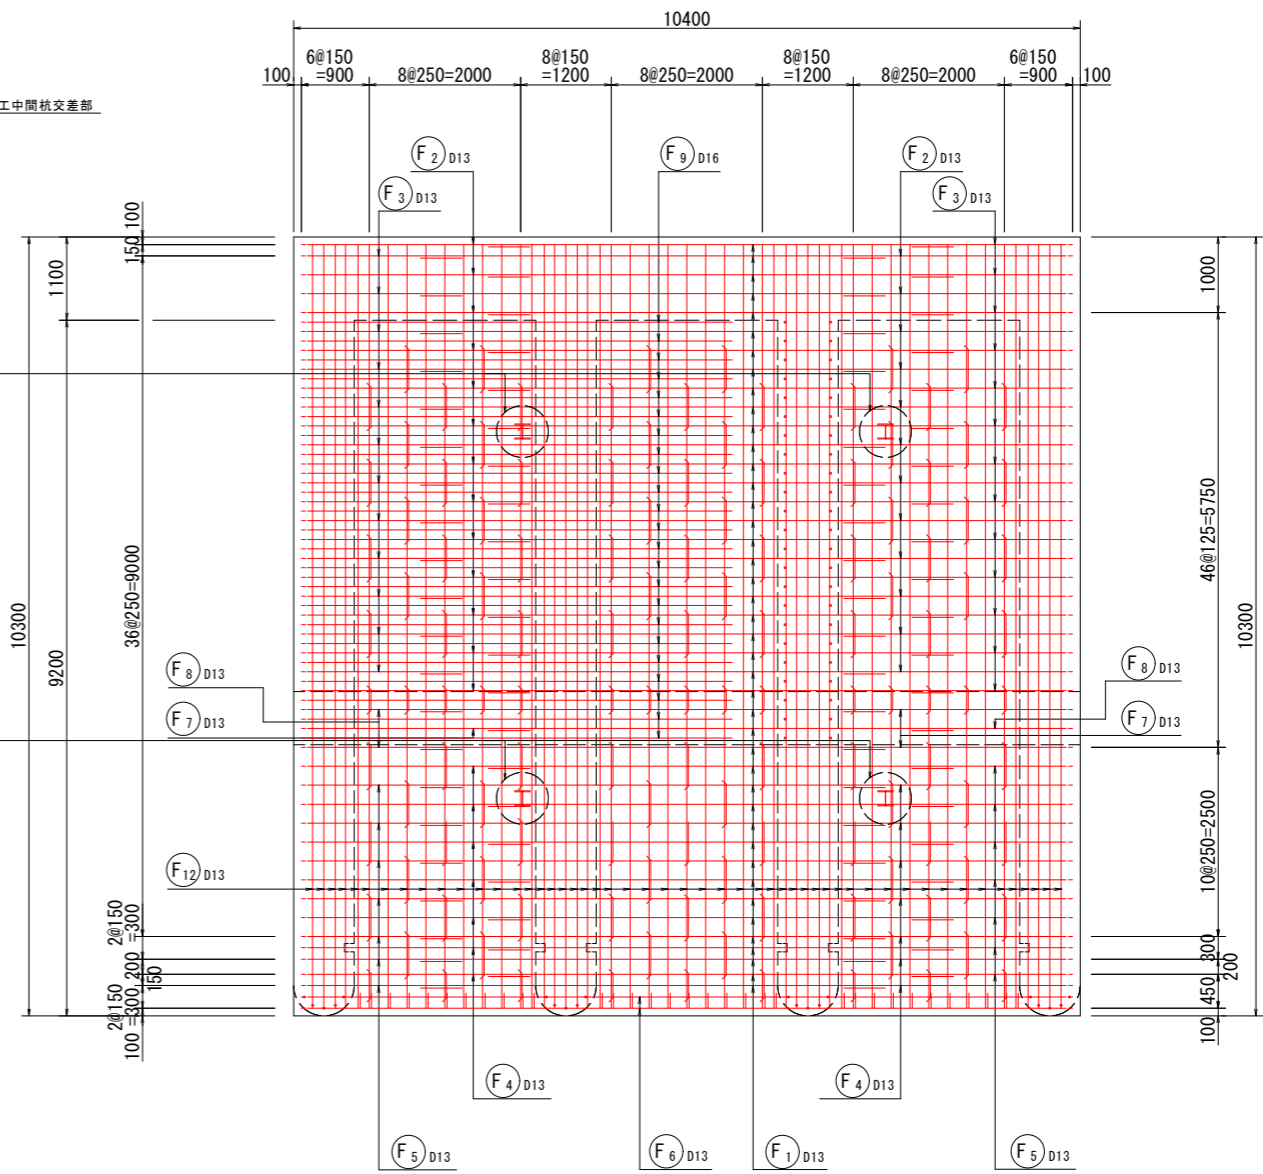 10400
6@150
=900
8@150
=1200
8@150
=1200
6@150
=900
100
8@250=2000
8@250=2000
8@250=2000
100
工中間杭交差部
F2 D13
F9 D16
F2 D13
F3 D13
F3 D13
100
150
1100
1000
36@250=9000
46@125=5750
10300
9200
10300
F8 D13
F8 D13
F7 D13
F7 D13
F12 D13
10@250=2500
2@150
=300
200
150
2@150
=300
100
300
200
450
100
F4 D13
F4 D13
F5 D13
F6 D13
F1 D13
F5 D13